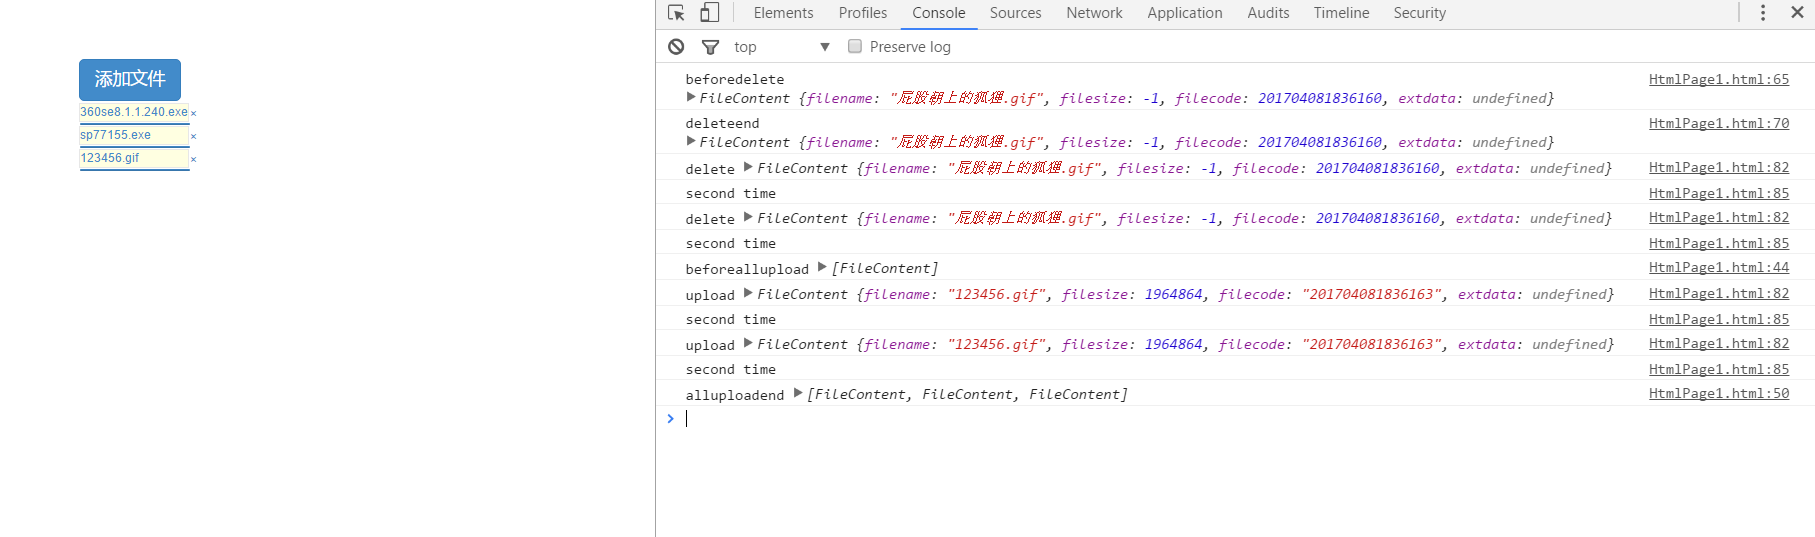 添加文件
360se8.1.1.240.exe ×
sp77155.exe ×
123456.gif ×
Elements Profiles Console Sources Network Application Audits Timeline Security
top ▼ Preserve log
beforedelete HtmlPage1.html:65
▶FileContent {filename: "屁股朝上的狐狸.gif", filesize: -1, filecode: 201704081836160, extdata: undefined}
deleteend HtmlPage1.html:70
▶FileContent {filename: "屁股朝上的狐狸.gif", filesize: -1, filecode: 201704081836160, extdata: undefined}
delete ▶FileContent {filename: "屁股朝上的狐狸.gif", filesize: -1, filecode: 201704081836160, extdata: undefined} HtmlPage1.html:82
second time HtmlPage1.html:85
delete ▶FileContent {filename: "屁股朝上的狐狸.gif", filesize: -1, filecode: 201704081836160, extdata: undefined} HtmlPage1.html:82
second time HtmlPage1.html:85
beforeallupload ▶[FileContent] HtmlPage1.html:44
upload ▶FileContent {filename: "123456.gif", filesize: 1964864, filecode: "201704081836163", extdata: undefined} HtmlPage1.html:82
second time HtmlPage1.html:85
upload ▶FileContent {filename: "123456.gif", filesize: 1964864, filecode: "201704081836163", extdata: undefined} HtmlPage1.html:82
second time HtmlPage1.html:85
alluploadend ▶[FileContent, FileContent, FileContent] HtmlPage1.html:50